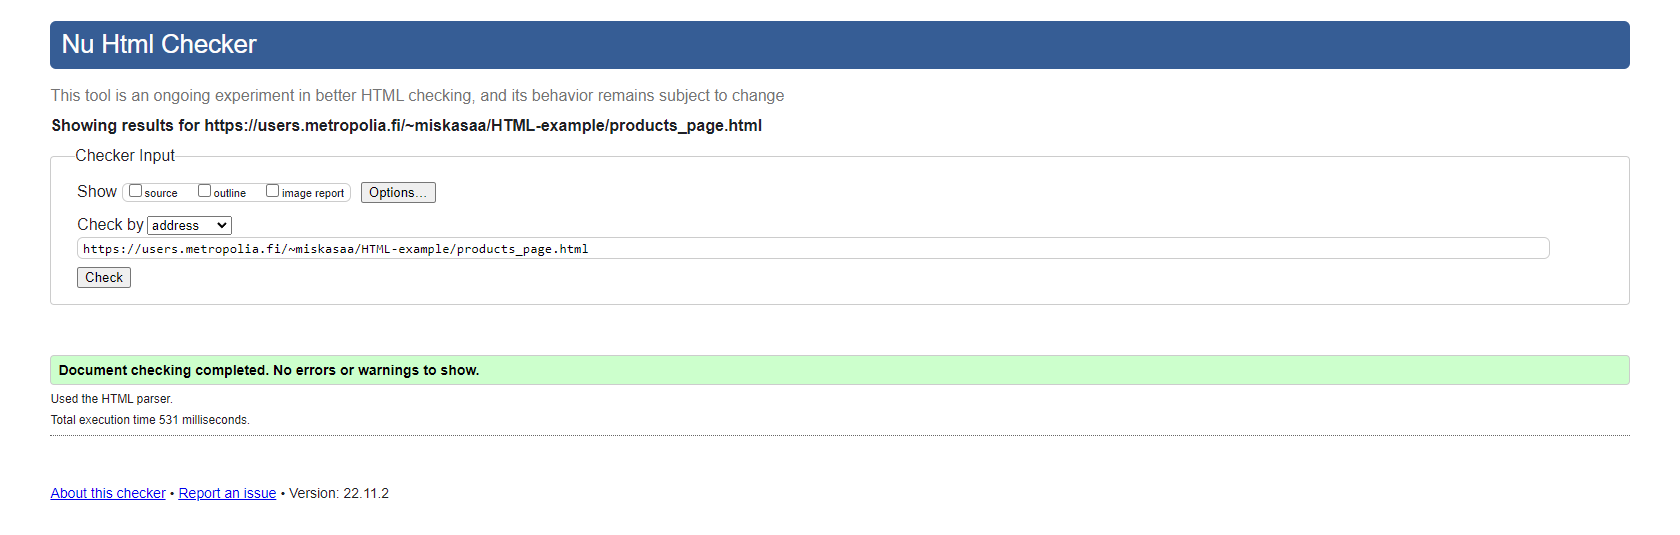 Nu Html Checker
This tool is an ongoing experiment in better HTML checking, and its behavior remains subject to change
Showing results for https://users.metropolia.fi/~miskasaa/HTML-example/products_page.html
Checker Input
Show source outline image report Options...
Check by address
https://users.metropolia.fi/~miskasaa/HTML-example/products_page.html
Check
Document checking completed. No errors or warnings to show.
Used the HTML parser.
Total execution time 531 milliseconds.
About this checker • Report an issue • Version: 22.11.2